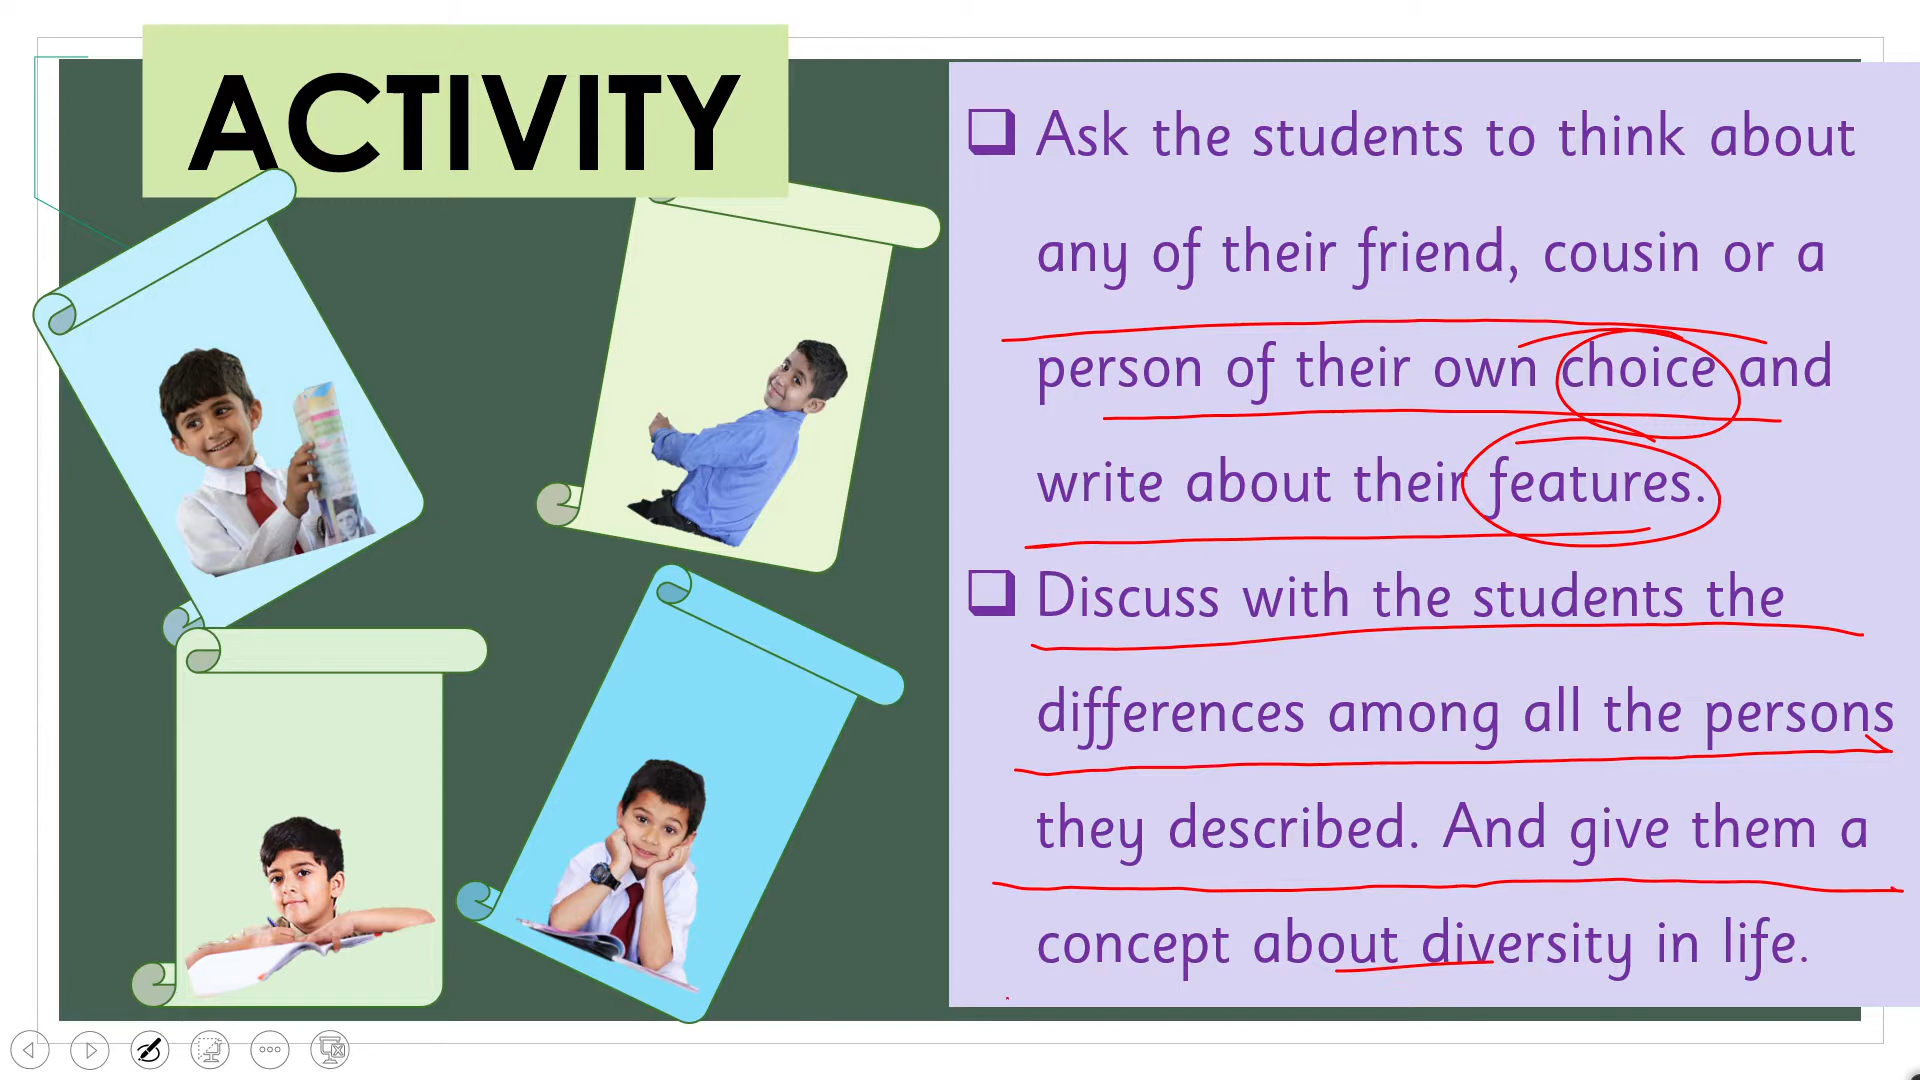 ACTIVITY
Ask the students to think about
any of their friend, cousin or a
person of their own choice and
write about their features.
Discuss with the students the
differences among all the persons
they described. And give them a
concept about diversity in life.